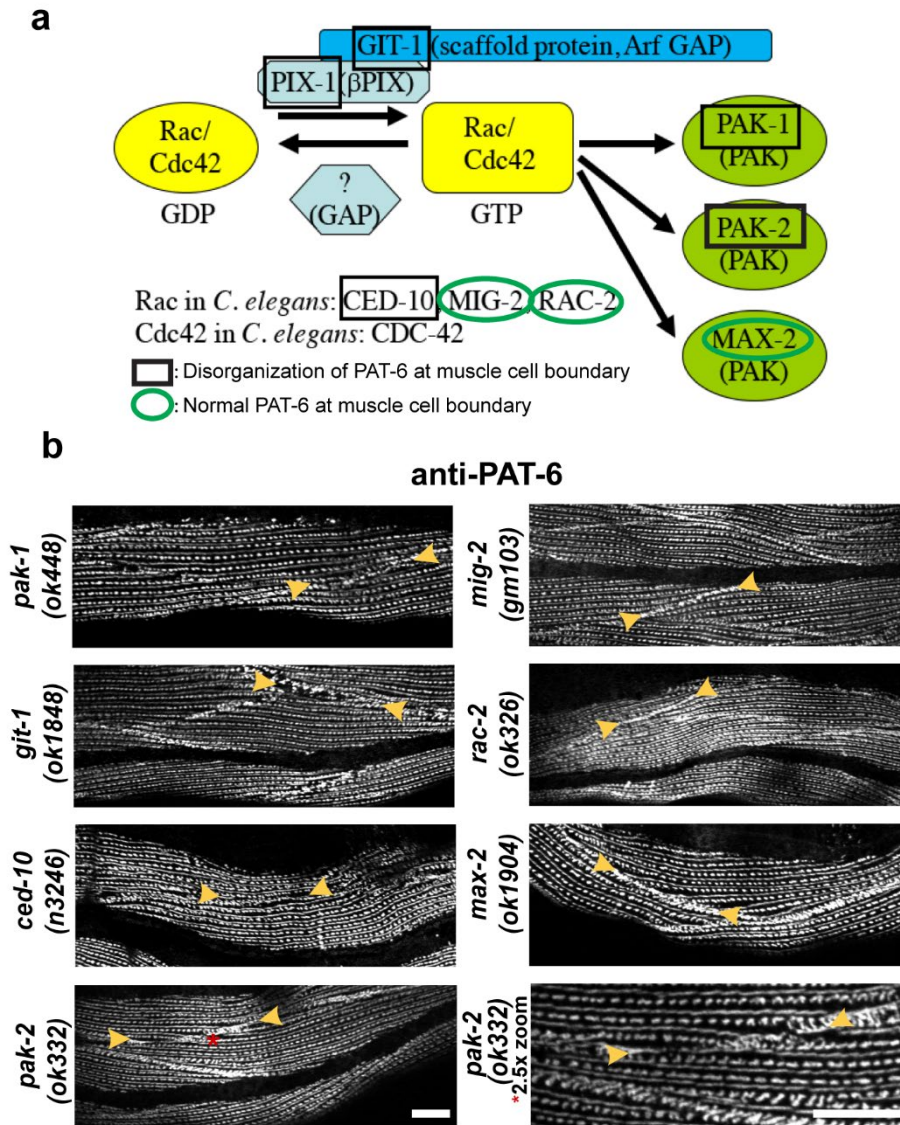 a
GIT-1 (scaffold protein, Arf GAP)
PIX-1 (βPIX)
Rac/
Cdc42
GDP
?
(GAP)
Rac/
Cdc42
GTP
PAK-1
(PAK)
PAK-2
(PAK)
MAX-2
(PAK)
Rac in C. elegans: CED-10, MIG-2, RAC-2
Cdc42 in C. elegans: CDC-42
: Disorganization of PAT-6 at muscle cell boundary
: Normal PAT-6 at muscle cell boundary
b
anti-PAT-6
pak-1
(ok448)
mig-2
(gm103)
git-1
(ok1848)
rac-2
(ok326)
ced-10
(n3246)
max-2
(ok1904)
pak-2
(ok332)
*
pak-2
(ok332)
*2.5x zoom